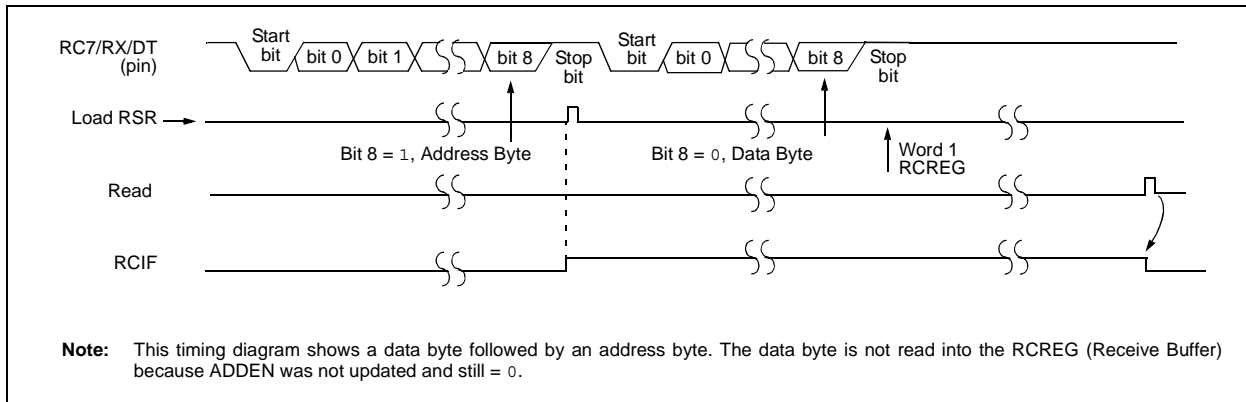 RC7/RX/DT
(pin)
Start
bit
bit 0
bit 1
bit 8
Stop
bit
Start
bit
bit 0
bit 8
Stop
bit
Load RSR
Bit 8 = 1, Address Byte
Bit 8 = 0, Data Byte
Word 1
RCREG
Read
RCIF
Note: This timing diagram shows a data byte followed by an address byte. The data byte is not read into the RCREG (Receive Buffer)
because ADDEN was not updated and still = 0.